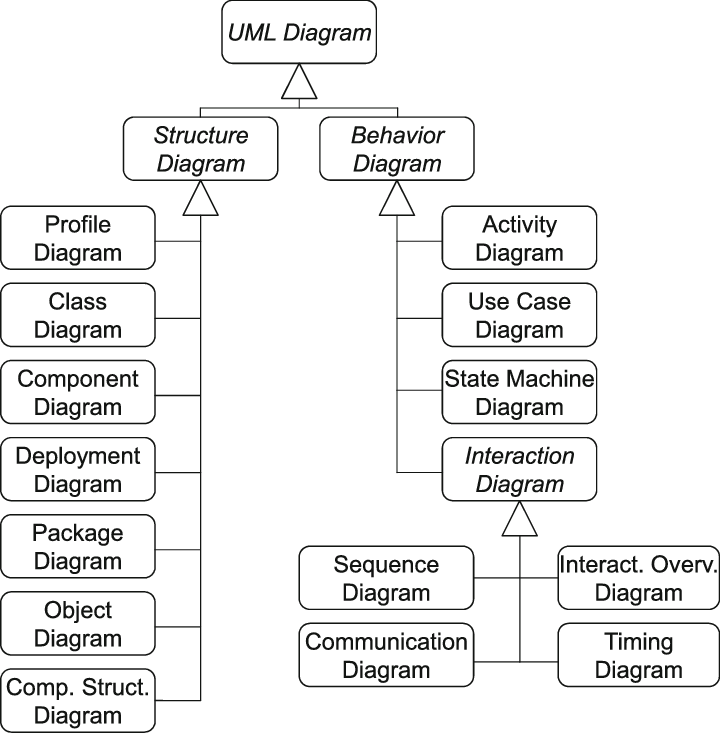 UML Diagram
Structure
Diagram
Behavior
Diagram
Profile
Diagram
Class
Diagram
Component
Diagram
Deployment
Diagram
Package
Diagram
Object
Diagram
Comp. Struct.
Diagram
Activity
Diagram
Use Case
Diagram
State Machine
Diagram
Interaction
Diagram
Sequence
Diagram
Interact. Overv.
Diagram
Communication
Diagram
Timing
Diagram